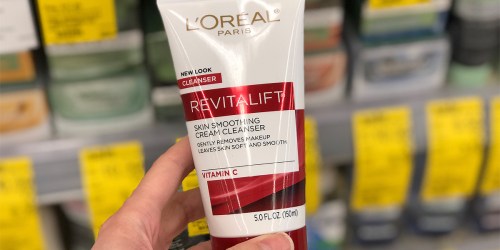 L'ORÉAL
PARIS
NEW LOOK
CLEANSER
REVITALIFT
SKIN SMOOTHING
CREAM CLEANSER
GENTLY REMOVES MAKEUP
LEAVES SKIN SOFT AND SMOOTH
VITAMIN C
5.0 FL OZ. (150ml)